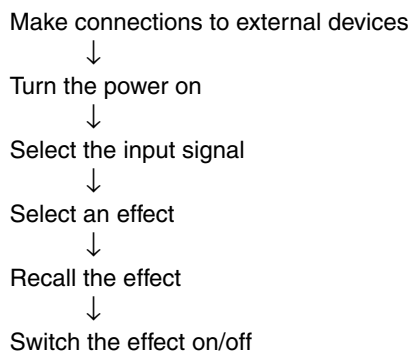 Make connections to external devices
↓
Turn the power on
↓
Select the input signal
↓
Select an effect
↓
Recall the effect
↓
Switch the effect on/off